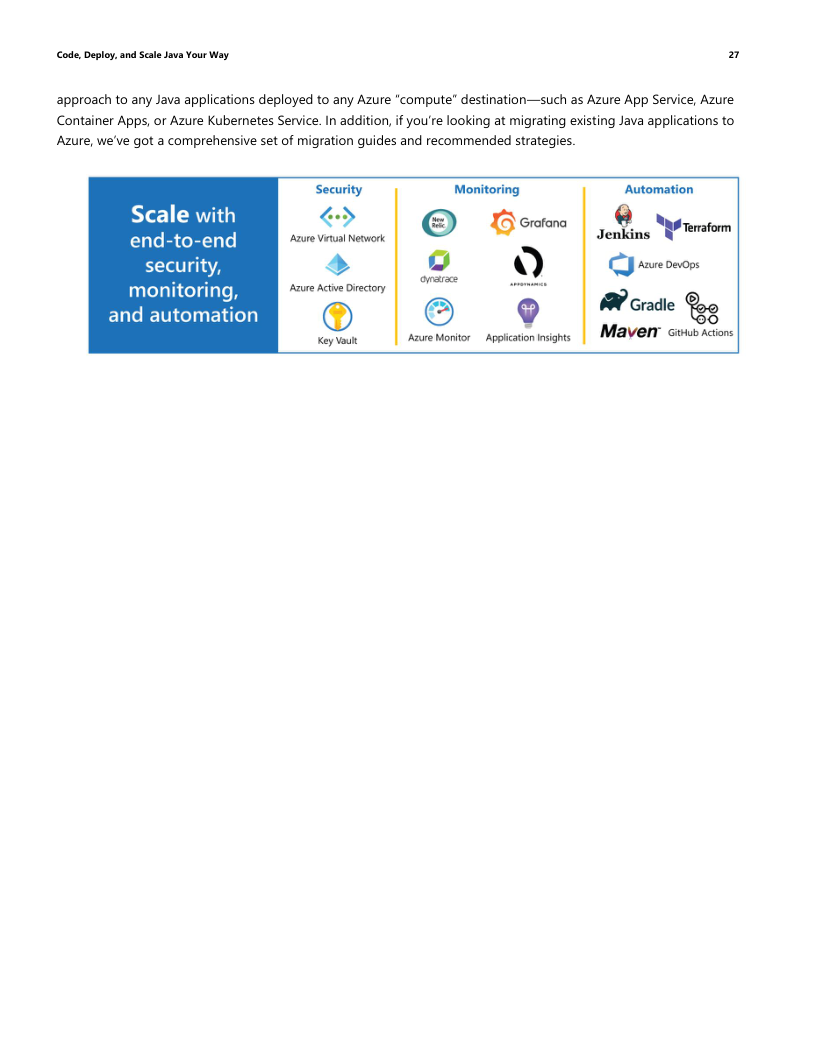 Code, Deploy, and Scale Java Your Way 27
approach to any Java applications deployed to any Azure “compute” destination—such as Azure App Service, Azure
Container Apps, or Azure Kubernetes Service. In addition, if you’re looking at migrating existing Java applications to
Azure, we’ve got a comprehensive set of migration guides and recommended strategies.
Scale with
end-to-end
security,
monitoring,
and automation
Security
Azure Virtual Network
Azure Active Directory
Key Vault
Monitoring
New
Relic.
Grafana
dynatrace
APPDYNAMICS
Azure Monitor
Application Insights
Automation
Jenkins
Terraform
Azure DevOps
Gradle
Maven™
GitHub Actions